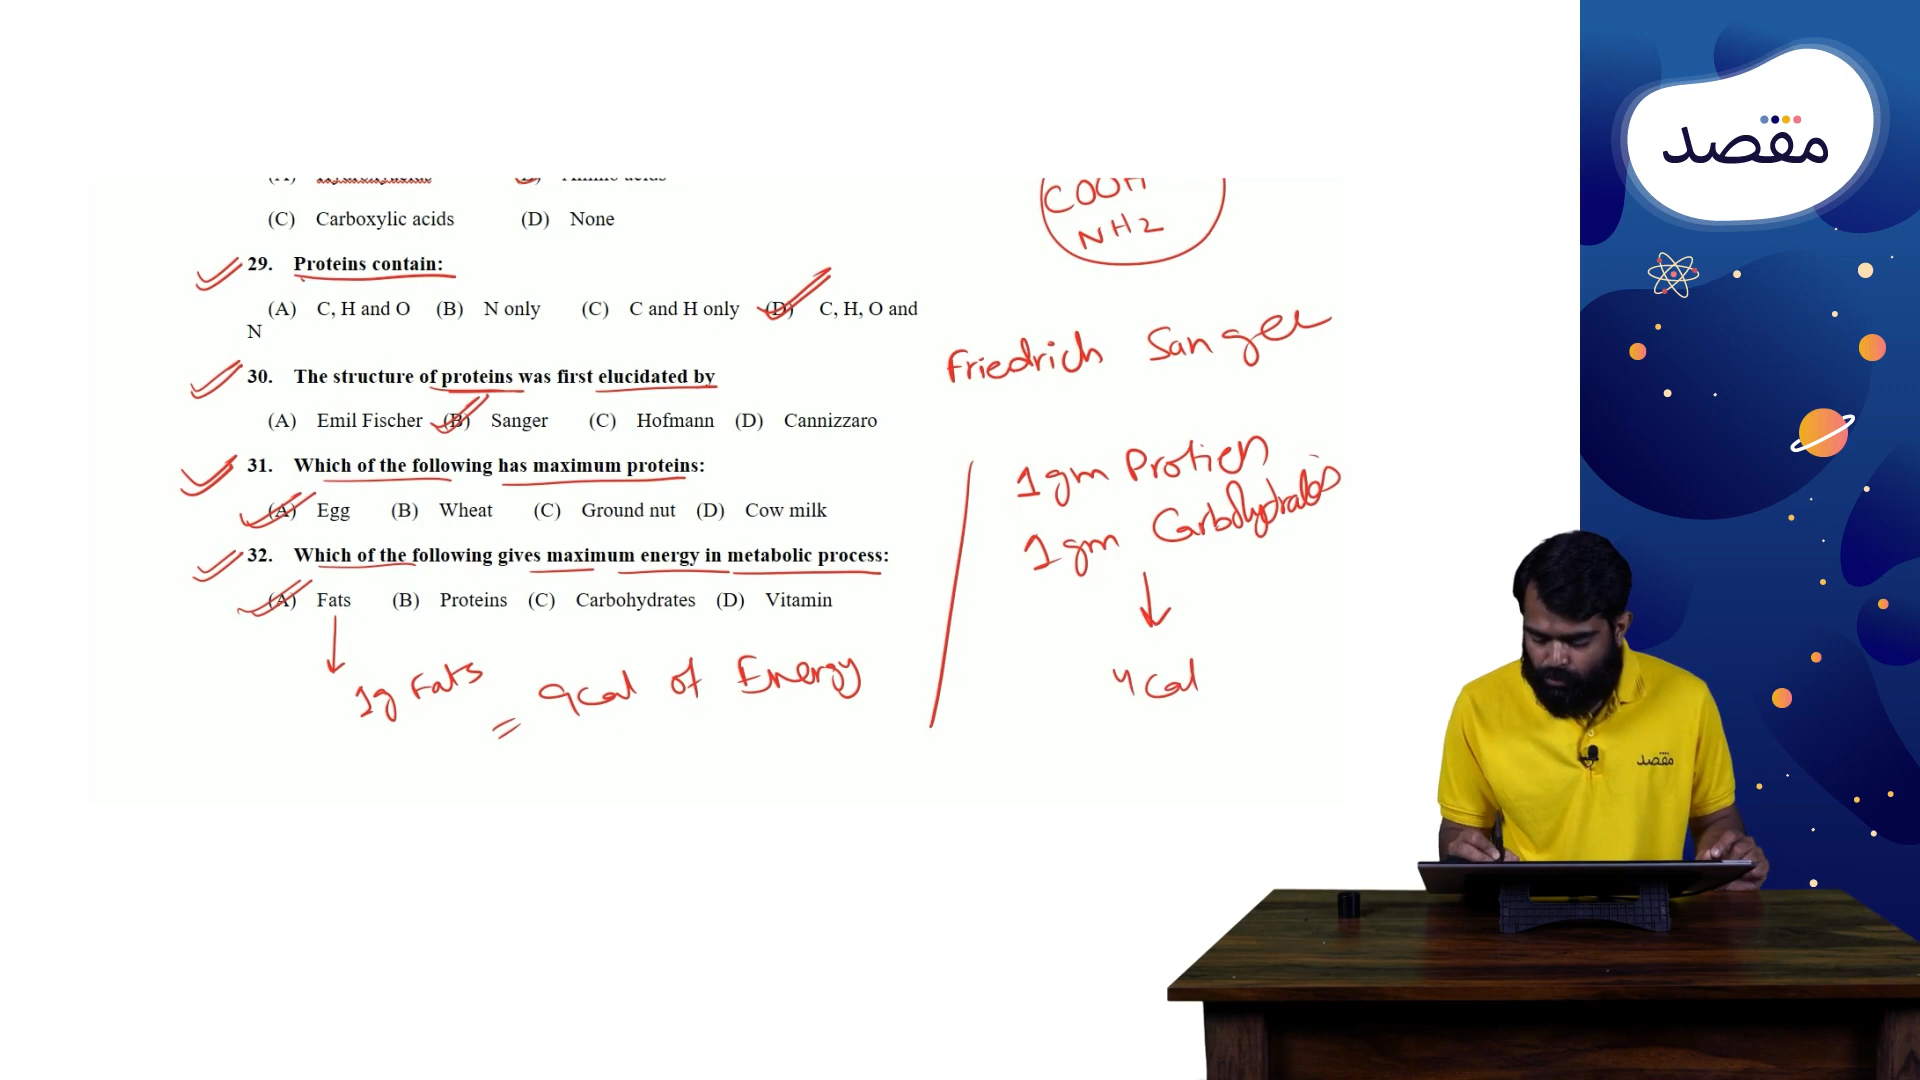 مقصد
(C) Carboxylic acids (D) None
COOH
NH2
29. Proteins contain:
(A) C, H and O (B) N only (C) C and H only (D) C, H, O and
N
Friedrich Sanger
30. The structure of proteins was first elucidated by
(A) Emil Fischer (B) Sanger (C) Hofmann (D) Cannizzaro
31. Which of the following has maximum proteins:
1gm Protien
(A) Egg (B) Wheat (C) Ground nut (D) Cow milk
1gm Carbohydrates
32. Which of the following gives maximum energy in metabolic process:
(A) Fats (B) Proteins (C) Carbohydrates (D) Vitamin
1g Fats = 9cal of Energy
4 Cal
مقصد